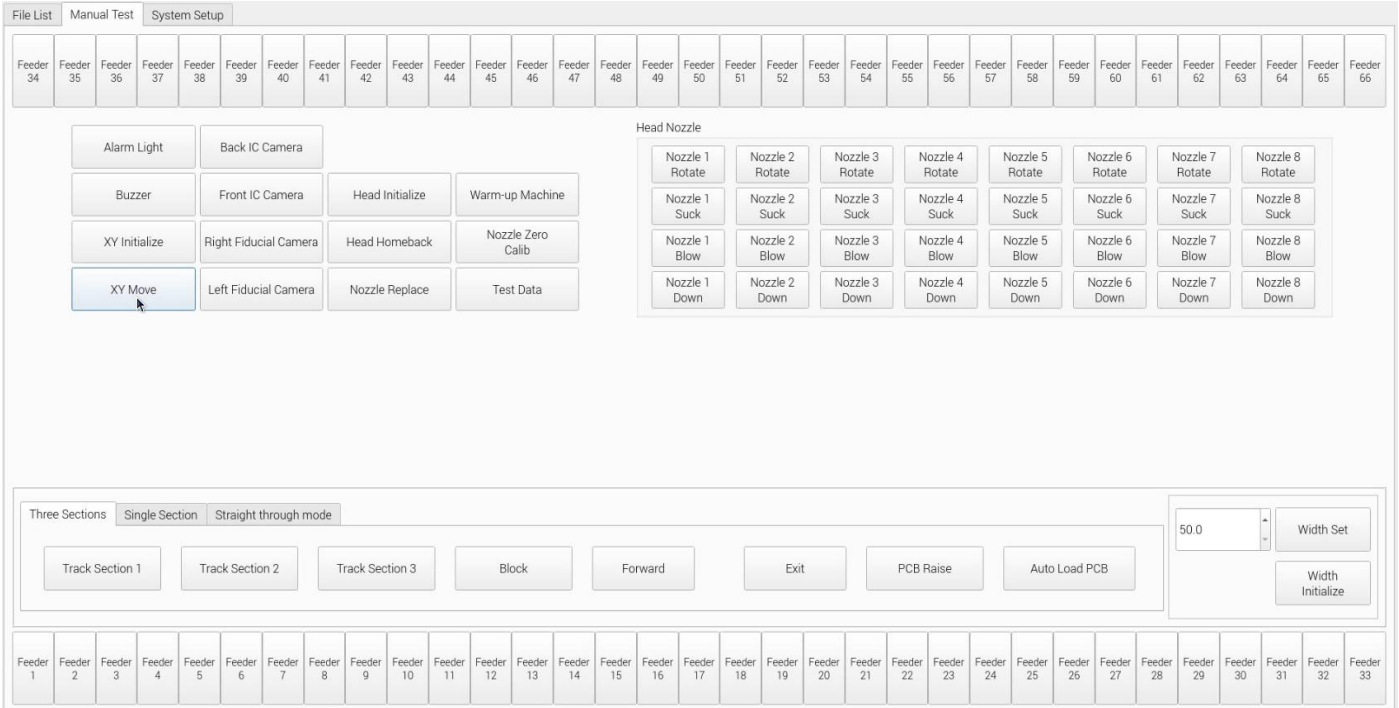 File List Manual Test System Setup
Feeder Feeder Feeder Feeder Feeder Feeder Feeder Feeder Feeder Feeder Feeder Feeder Feeder Feeder Feeder Feeder Feeder Feeder Feeder Feeder Feeder Feeder Feeder Feeder Feeder Feeder Feeder Feeder Feeder Feeder Feeder Feeder Feeder
34 35 36 37 38 39 40 41 42 43 44 45 46 47 48 49 50 51 52 53 54 55 56 57 58 59 60 61 62 63 64 65 66
Alarm Light Back IC Camera
Buzzer Front IC Camera Head Initialize Warm-up Machine
XY Initialize Right Fiducial Camera Head Homeback Nozzle Zero
Calib
XY Move Left Fiducial Camera Nozzle Replace Test Data
Head Nozzle
Nozzle 1 Nozzle 2 Nozzle 3 Nozzle 4 Nozzle 5 Nozzle 6 Nozzle 7 Nozzle 8
Rotate Rotate Rotate Rotate Rotate Rotate Rotate Rotate
Nozzle 1 Nozzle 2 Nozzle 3 Nozzle 4 Nozzle 5 Nozzle 6 Nozzle 7 Nozzle 8
Suck Suck Suck Suck Suck Suck Suck Suck
Nozzle 1 Nozzle 2 Nozzle 3 Nozzle 4 Nozzle 5 Nozzle 6 Nozzle 7 Nozzle 8
Blow Blow Blow Blow Blow Blow Blow Blow
Nozzle 1 Nozzle 2 Nozzle 3 Nozzle 4 Nozzle 5 Nozzle 6 Nozzle 7 Nozzle 8
Down Down Down Down Down Down Down Down
Three Sections Single Section Straight through mode
Track Section 1 Track Section 2 Track Section 3 Block Forward Exit PCB Raise Auto Load PCB
50.0 Width Set
Width
Initialize
Feeder Feeder Feeder Feeder Feeder Feeder Feeder Feeder Feeder Feeder Feeder Feeder Feeder Feeder Feeder Feeder Feeder Feeder Feeder Feeder Feeder Feeder Feeder Feeder Feeder Feeder Feeder Feeder Feeder Feeder Feeder Feeder Feeder
1 2 3 4 5 6 7 8 9 10 11 12 13 14 15 16 17 18 19 20 21 22 23 24 25 26 27 28 29 30 31 32 33